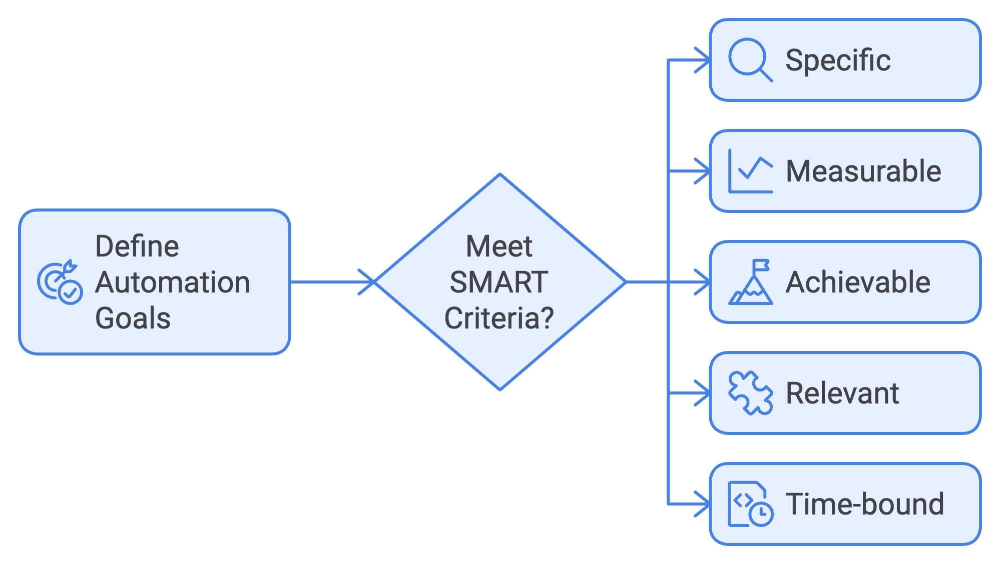 Define
Automation
Goals
Meet
SMART
Criteria?
Specific
Measurable
Achievable
Relevant
Time-bound